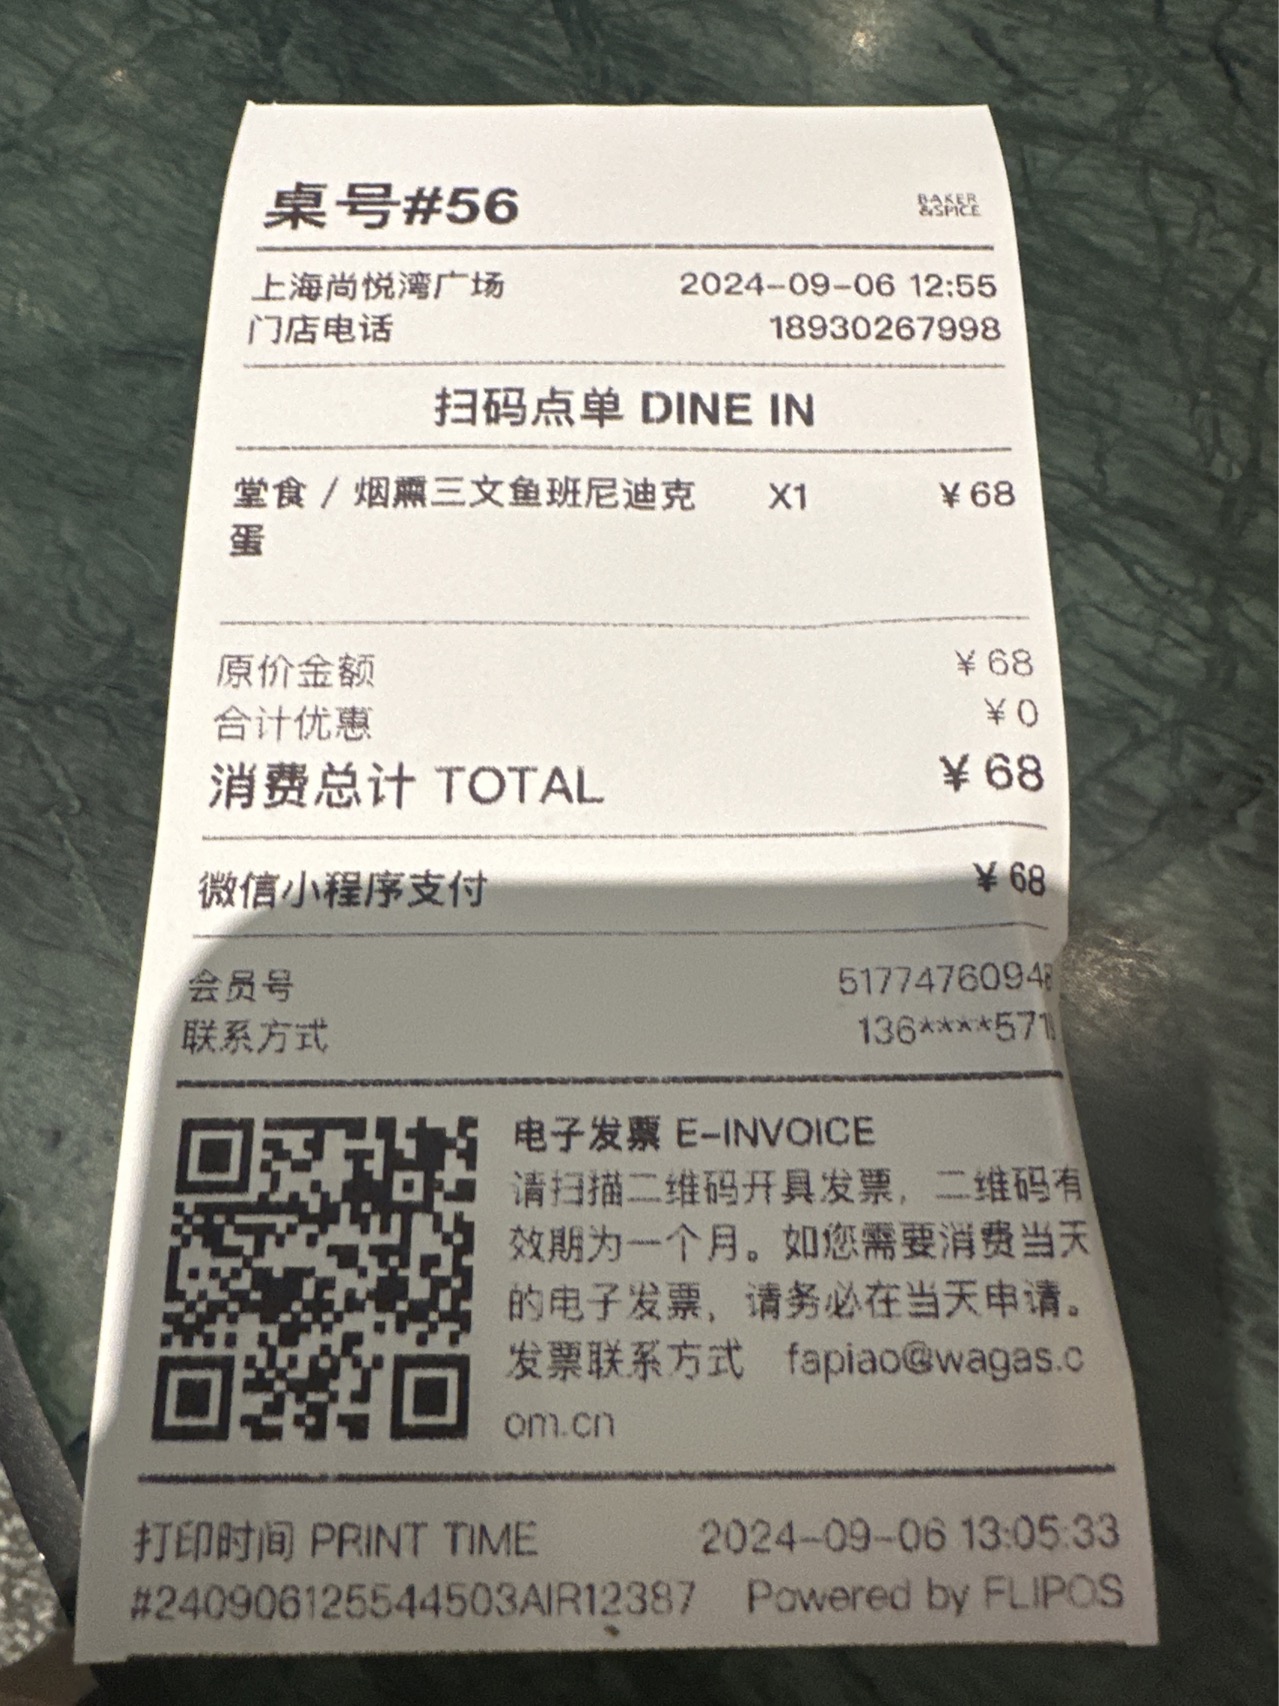 桌号#56
BAKER
&SPICE
上海尚悦湾广场 2024-09-06 12:55
门店电话 18930267998
扫码点单 DINE IN
堂食 / 烟熏三文鱼班尼迪克 X1 ¥68
蛋
原价金额 ¥68
合计优惠 ¥0
消费总计 TOTAL ¥68
微信小程序支付 ¥68
会员号
联系方式
电子发票 E-INVOICE
请扫描二维码开具发票，二维码有
效期为一个月。如您需要消费当天
的电子发票，请务必在当天申请。
发票联系方式 fapiao@wagas.c
om.cn
打印时间 PRINT TIME 2024-09-06 13:05:33
#240906125544503AIR12387 Powered by FLIPOS